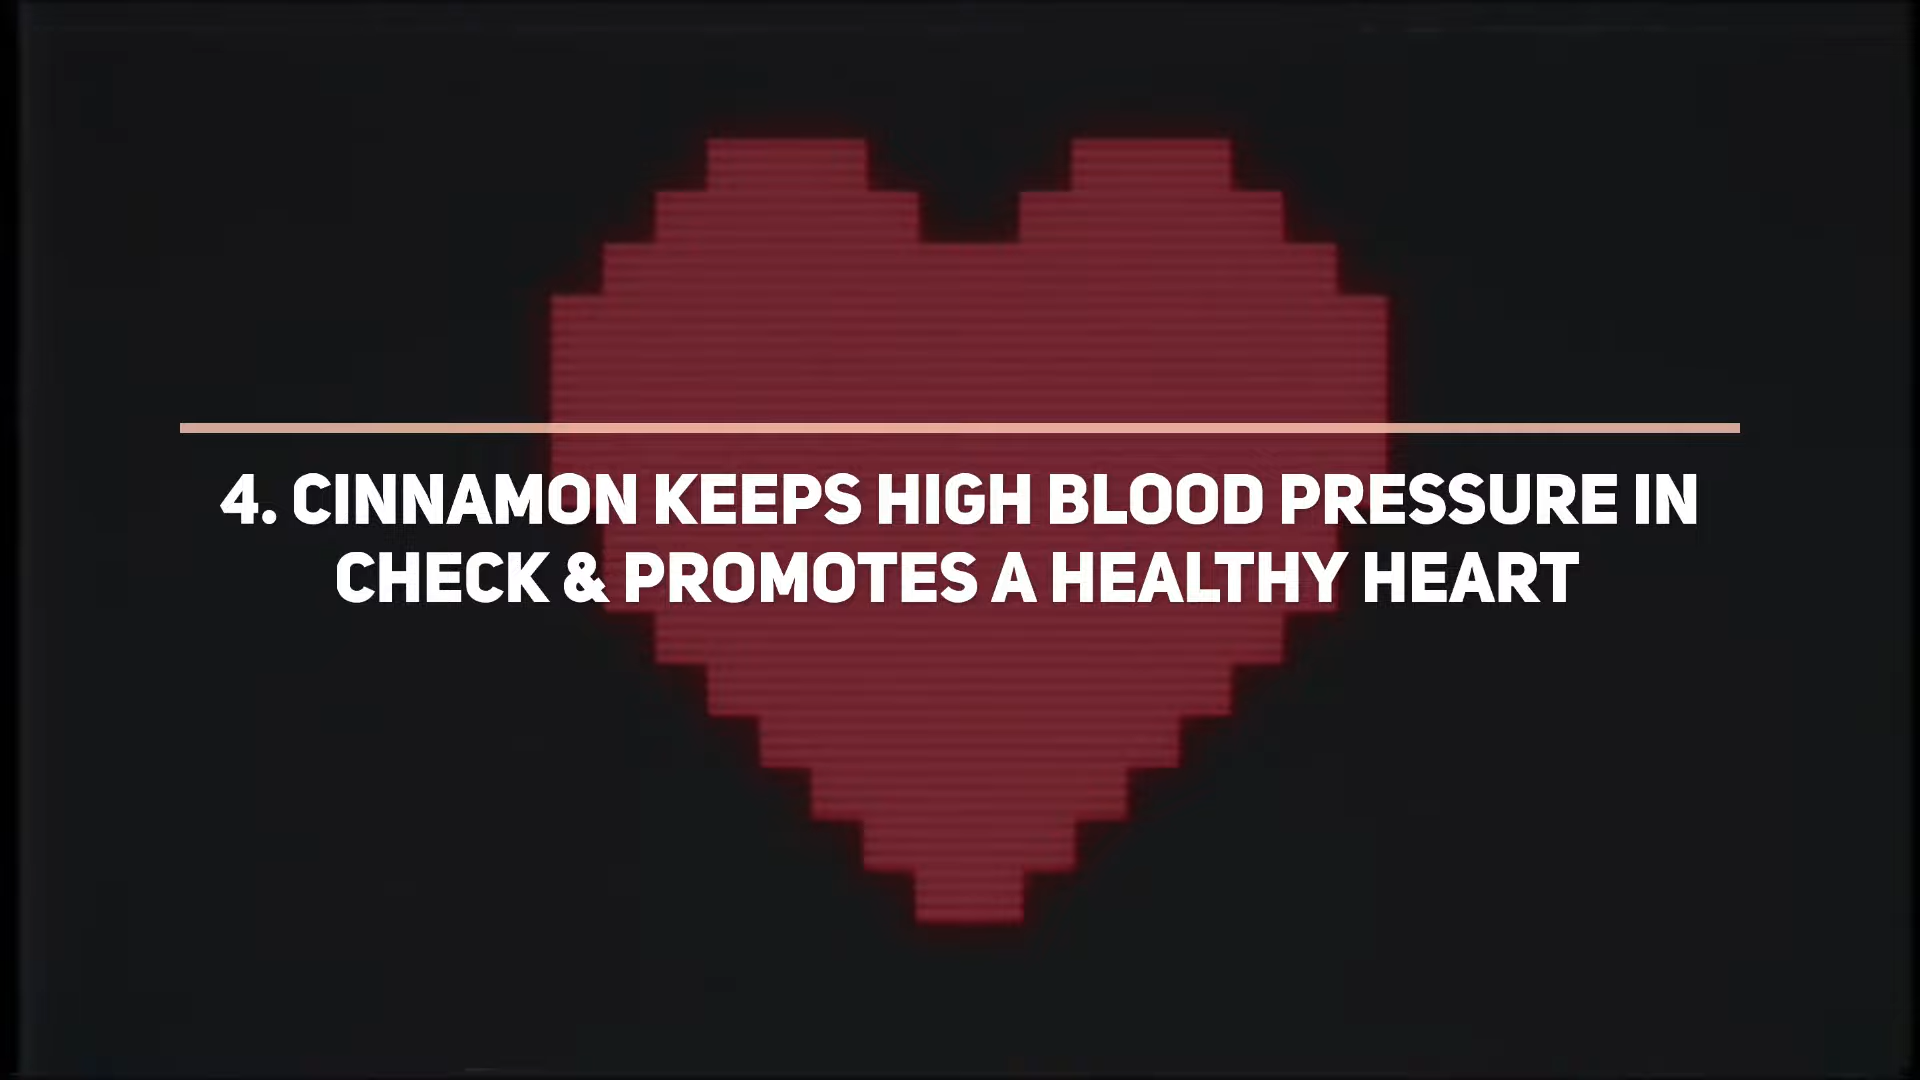 4. CINNAMON KEEPS HIGH BLOOD PRESSURE IN
CHECK & PROMOTES A HEALTHY HEART